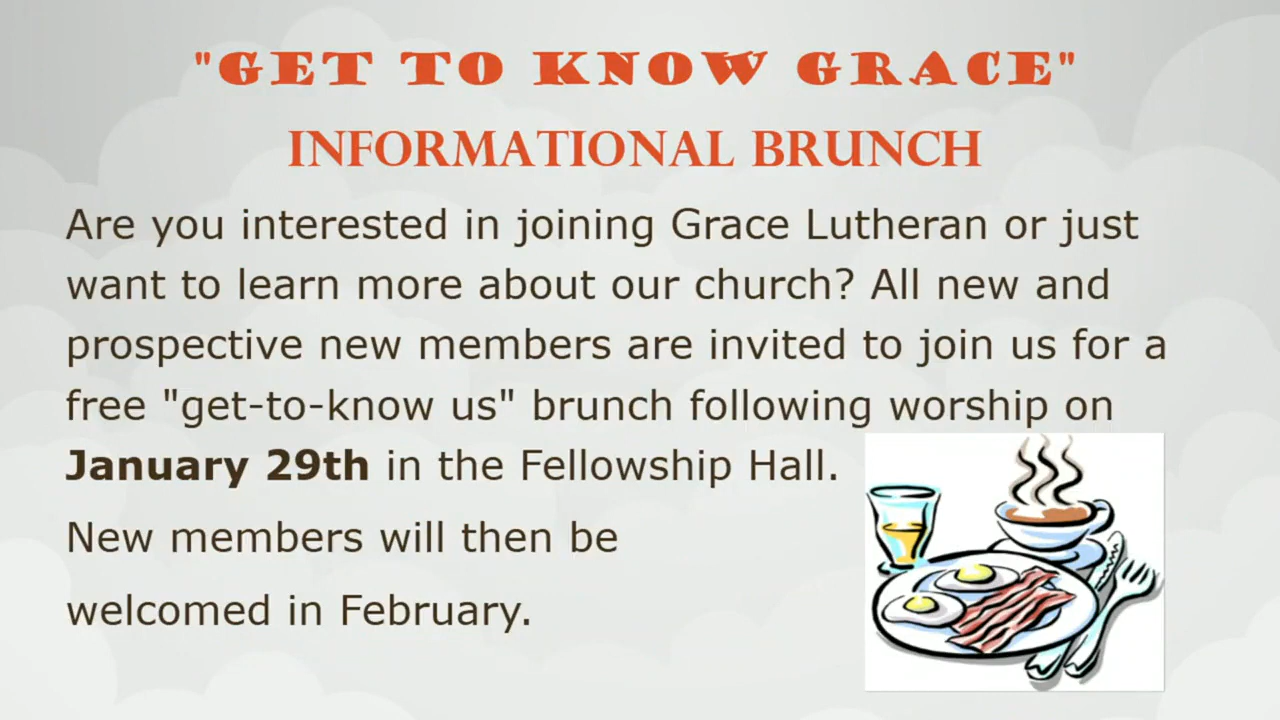 "GET TO KNOW GRACE"
INFORMATIONAL BRUNCH
Are you interested in joining Grace Lutheran or just
want to learn more about our church? All new and
prospective new members are invited to join us for a
free "get-to-know us" brunch following worship on
January 29th in the Fellowship Hall.
New members will then be
welcomed in February.